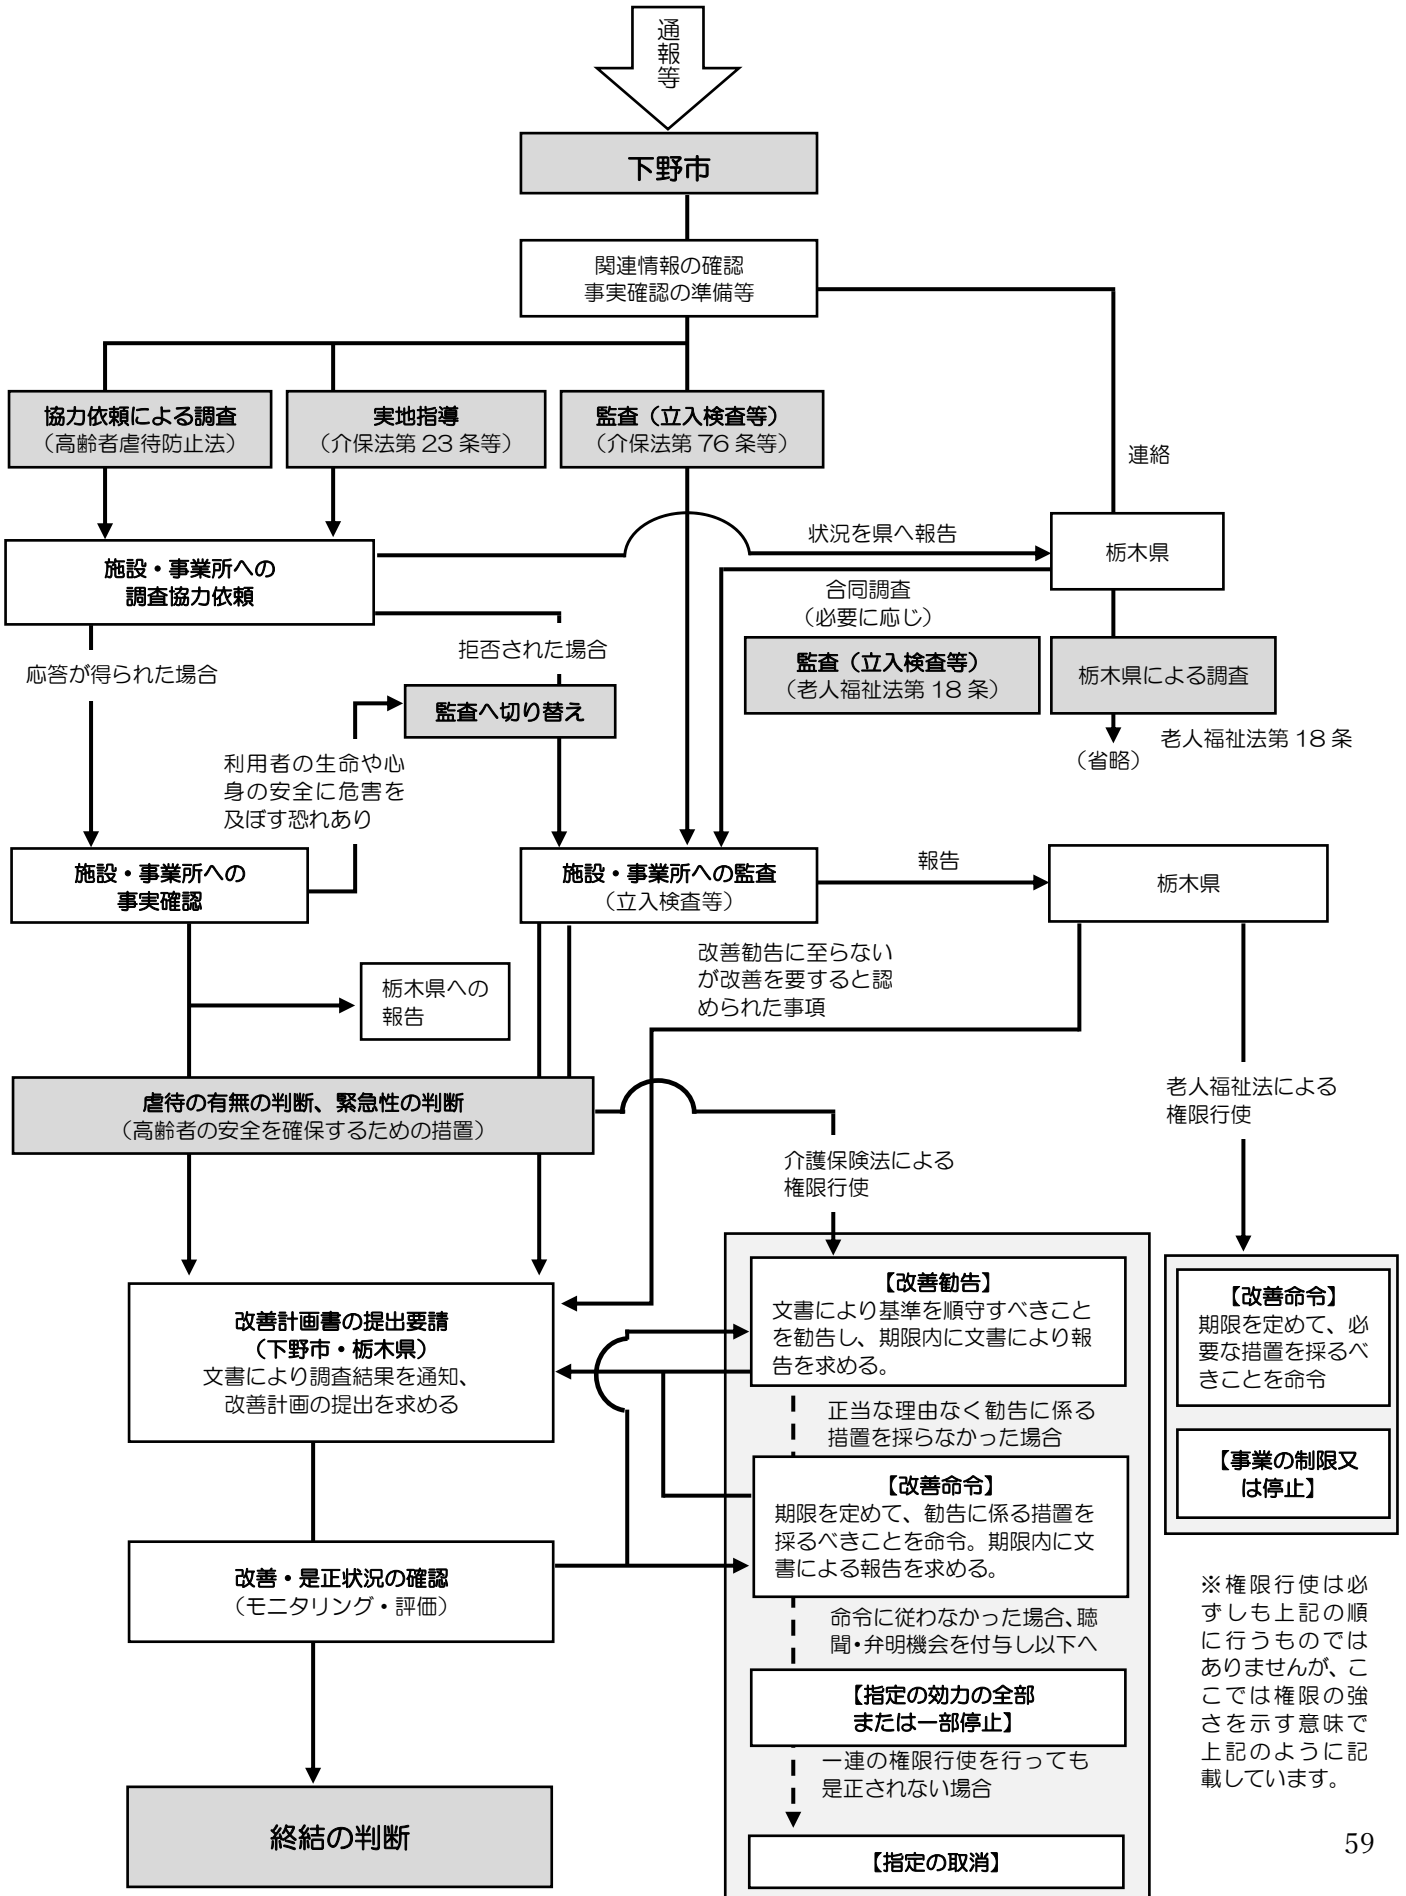 通報等
下野市
関連情報の確認
事実確認の準備等
協力依頼による調査
（高齢者虐待防止法）
実地指導
（介保法第 23 条等）
監査（立入検査等）
（介保法第 76 条等）
連絡
施設・事業所への
調査協力依頼
状況を県へ報告
栃木県
合同調査
（必要に応じ）
応答が得られた場合
拒否された場合
監査（立入検査等）
（老人福祉法第 18 条）
栃木県による調査
監査へ切り替え
老人福祉法第 18 条
（省略）
利用者の生命や心
身の安全に危害を
及ぼす恐れあり
施設・事業所への
事実確認
施設・事業所への監査
（立入検査等）
報告
栃木県
改善勧告に至らない
が改善を要すると認
められた事項
栃木県への
報告
虐待の有無の判断、緊急性の判断
（高齢者の安全を確保するための措置）
老人福祉法による
権限行使
介護保険法による
権限行使
改善計画書の提出要請
（下野市・栃木県）
文書により調査結果を通知、
改善計画の提出を求める
【改善勧告】
文書により基準を順守すべきこと
を勧告し、期限内に文書により報
告を求める。
【改善命令】
期限を定めて、必
要な措置を採るべ
きことを命令
正当な理由なく勧告に係る
措置を採らなかった場合
【事業の制限又
は停止】
【改善命令】
期限を定めて、勧告に係る措置を
採るべきことを命令。期限内に文
書による報告を求める。
改善・是正状況の確認
（モニタリング・評価）
命令に従わなかった場合、聴
聞・弁明機会を付与し以下へ
※権限行使は必
ずしも上記の順
に行うものでは
ありませんが、こ
こでは権限の強
さを示す意味で
上記のように記
載しています。
【指定の効力の全部
または一部停止】
一連の権限行使を行っても
是正されない場合
終結の判断
【指定の取消】
59